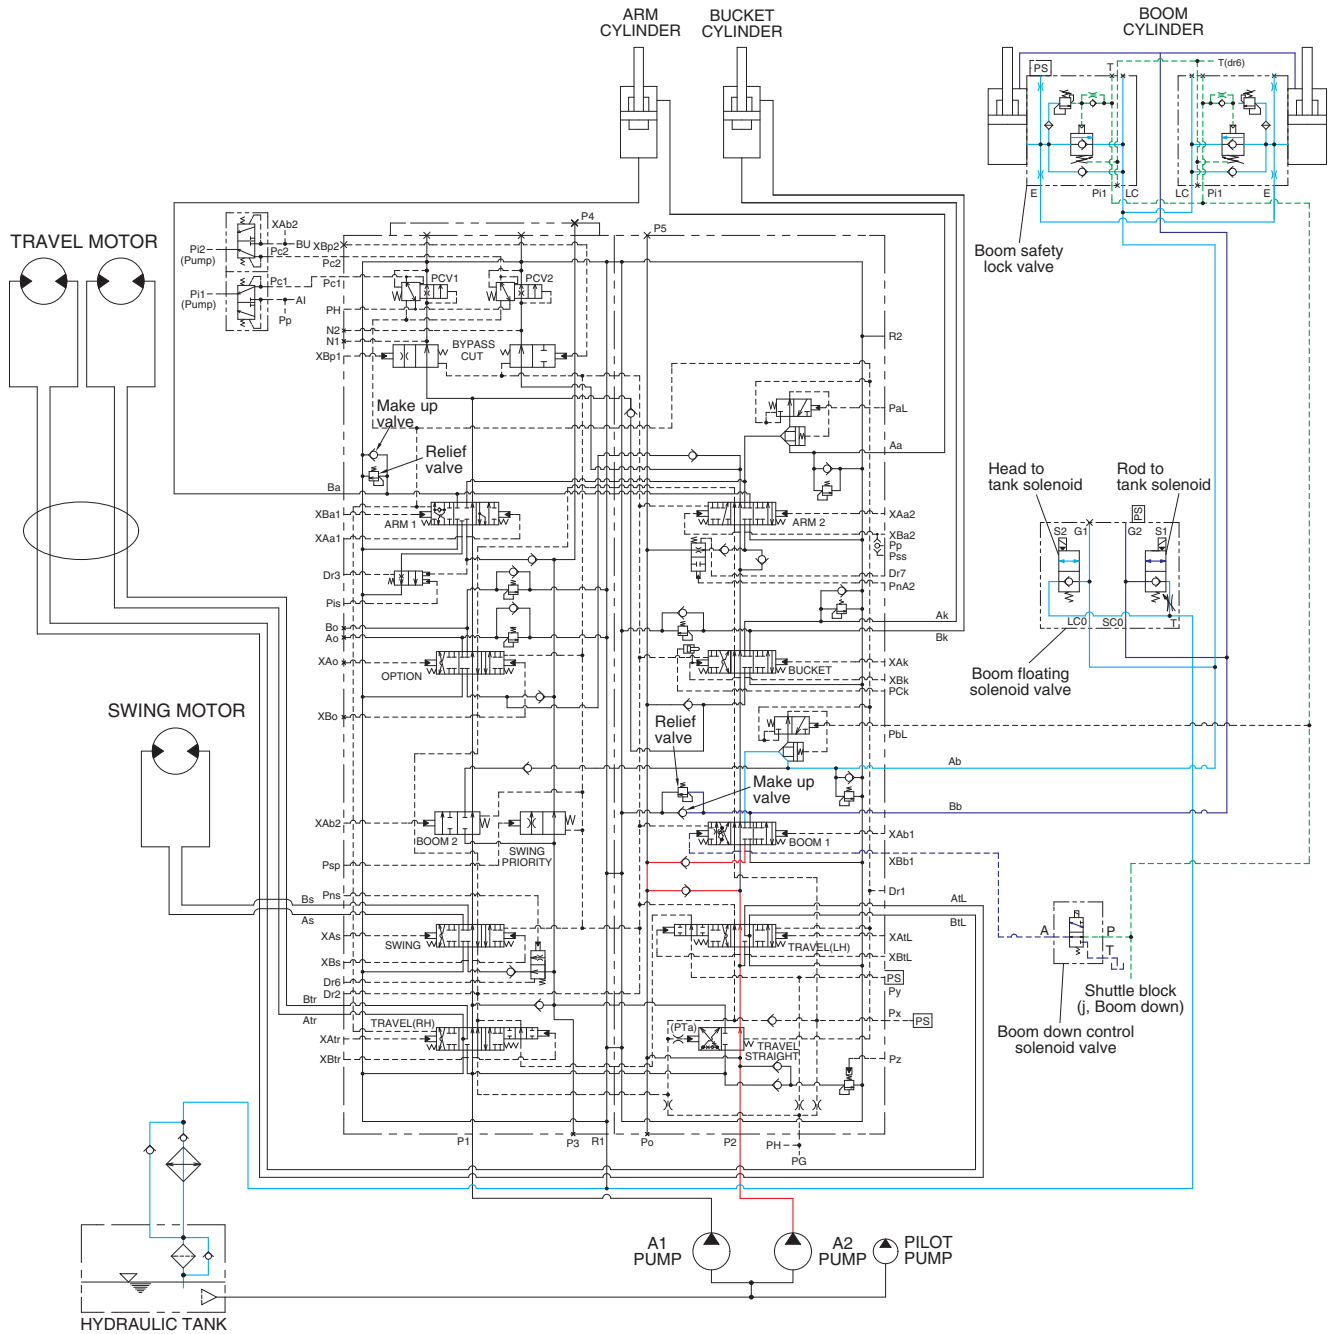 ARM
CYLINDER
BUCKET
CYLINDER
BOOM
CYLINDER
PS
T
T(dr6)
E
Pi1
LC
LC
Pi1
E
Boom safety
lock valve
TRAVEL MOTOR
XAb2
BU
Pi2
(Pump)
Pc2
Pc1
Pi1
(Pump)
AI
Pp
P4
P5
XBp2
Pc2
Pc1
PCV1
PCV2
PH
N2
N1
XBp1
BYPASS
CUT
R2
Make up
valve
Relief
valve
PaL
Aa
Ba
XBa1
ARM 1
XAa1
ARM 2
XAa2
XBa2
Pp
Pss
Dr3
Dr7
PnA2
Pis
Bo
Ao
Ak
Bk
XAo
OPTION
XBo
BUCKET
XAk
XBk
PCk
Head to
tank solenoid
Rod to
tank solenoid
PS
S2
G1
G2
S1
LC0
SC0
T
Boom floating
solenoid valve
SWING MOTOR
Relief
valve
PbL
Ab
Make up
valve
Bb
XAb2
BOOM 2
SWING
PRIORITY
BOOM 1
XAb1
Psp
XBb1
Pns
Dr1
Bs
As
AtL
BtL
XAs
SWING
XBs
TRAVEL(LH)
XAtL
XBtL
Dr6
Dr2
PS
Py
Btr
Atr
TRAVEL(RH)
(PTa)
Px
PS
XAtr
TRAVEL
STRAIGHT
XBtr
Pz
A
P
T
Shuttle block
(j, Boom down)
Boom down control
solenoid valve
P1
P3
R1
Po
P2
PH
PG
A1
PUMP
A2
PUMP
PILOT
PUMP
HYDRAULIC TANK